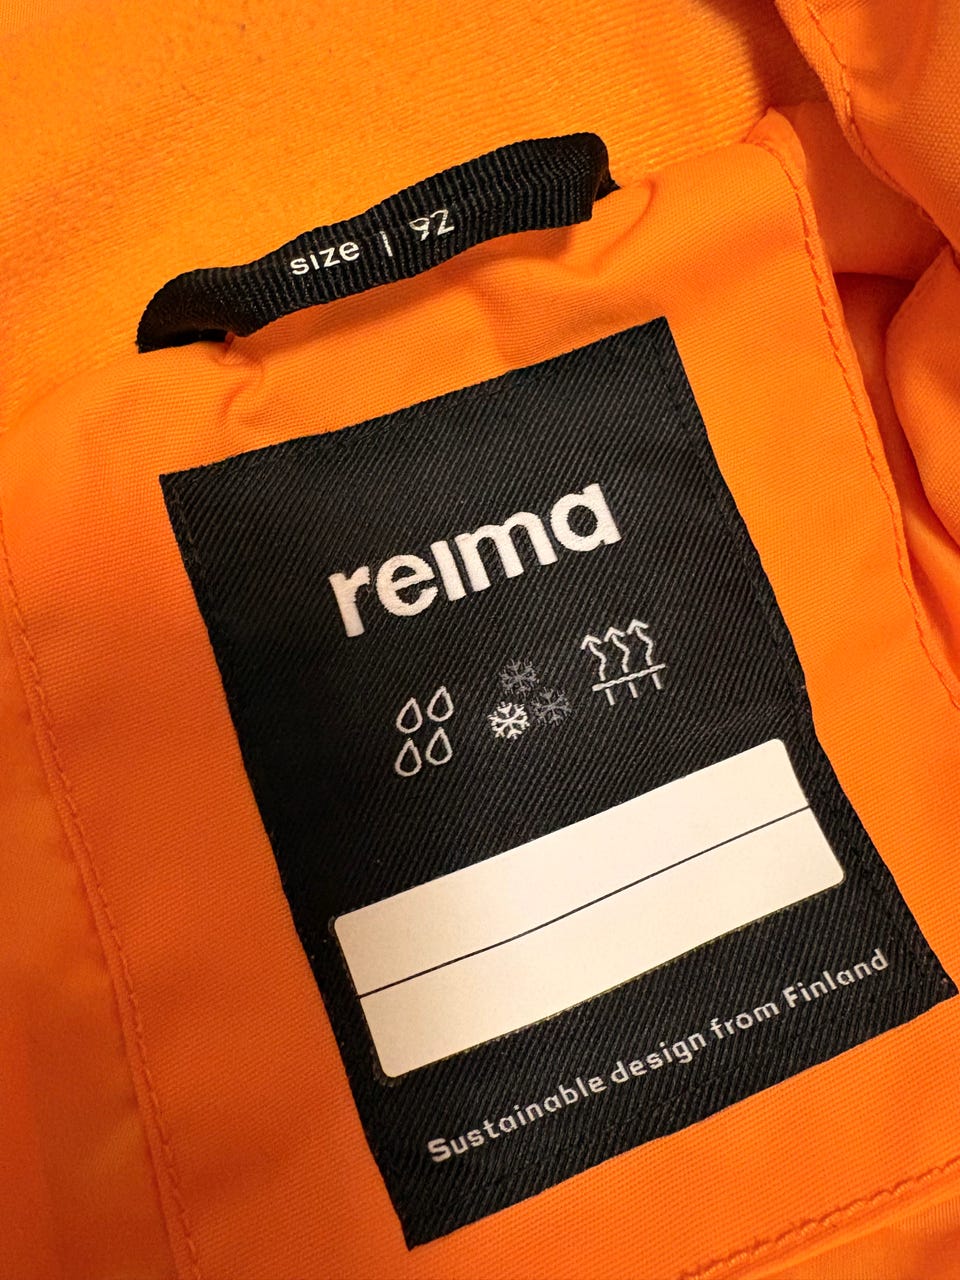 size | 92
reima
Sustainable design from Finland